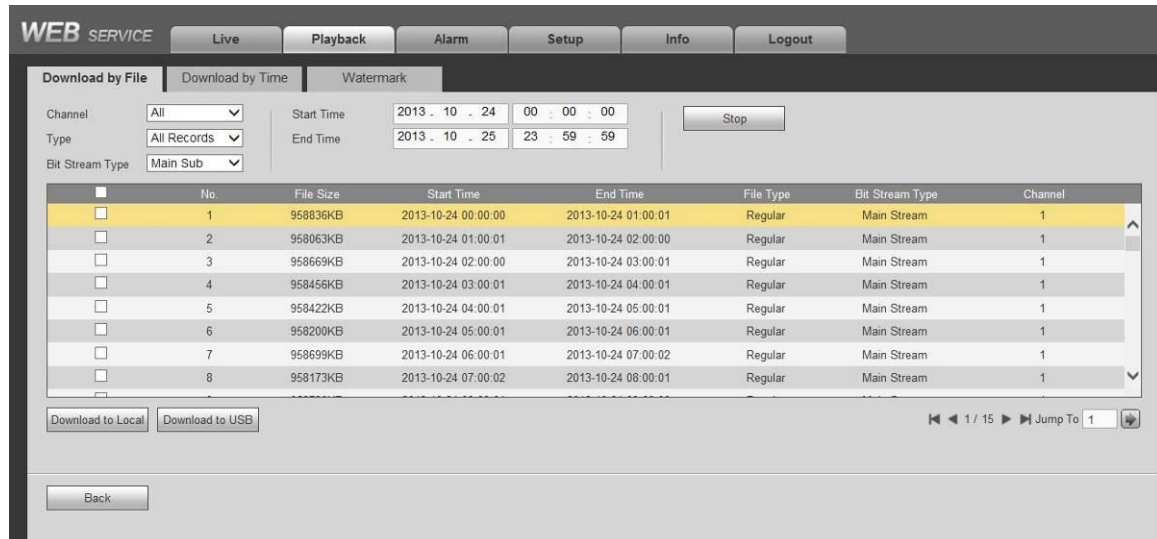 WEB SERVICE Live Playback Alarm Setup Info Logout
Download by File Download by Time Watermark
Channel All Start Time 2013 . 10 . 24 00 : 00 : 00 Stop
Type All Records End Time 2013 . 10 . 25 23 : 59 : 59
Bit Stream Type Main Sub
No. File Size Start Time End Time File Type Bit Stream Type Channel
1 958836KB 2013-10-24 00:00:00 2013-10-24 01:00:01 Regular Main Stream 1
2 958063KB 2013-10-24 01:00:01 2013-10-24 02:00:00 Regular Main Stream 1
3 958669KB 2013-10-24 02:00:00 2013-10-24 03:00:01 Regular Main Stream 1
4 958456KB 2013-10-24 03:00:01 2013-10-24 04:00:01 Regular Main Stream 1
5 958422KB 2013-10-24 04:00:01 2013-10-24 05:00:01 Regular Main Stream 1
6 958200KB 2013-10-24 05:00:01 2013-10-24 06:00:01 Regular Main Stream 1
7 958699KB 2013-10-24 06:00:01 2013-10-24 07:00:02 Regular Main Stream 1
8 958173KB 2013-10-24 07:00:02 2013-10-24 08:00:01 Regular Main Stream 1
Download to Local Download to USB 1 / 15 Jump To 1
Back